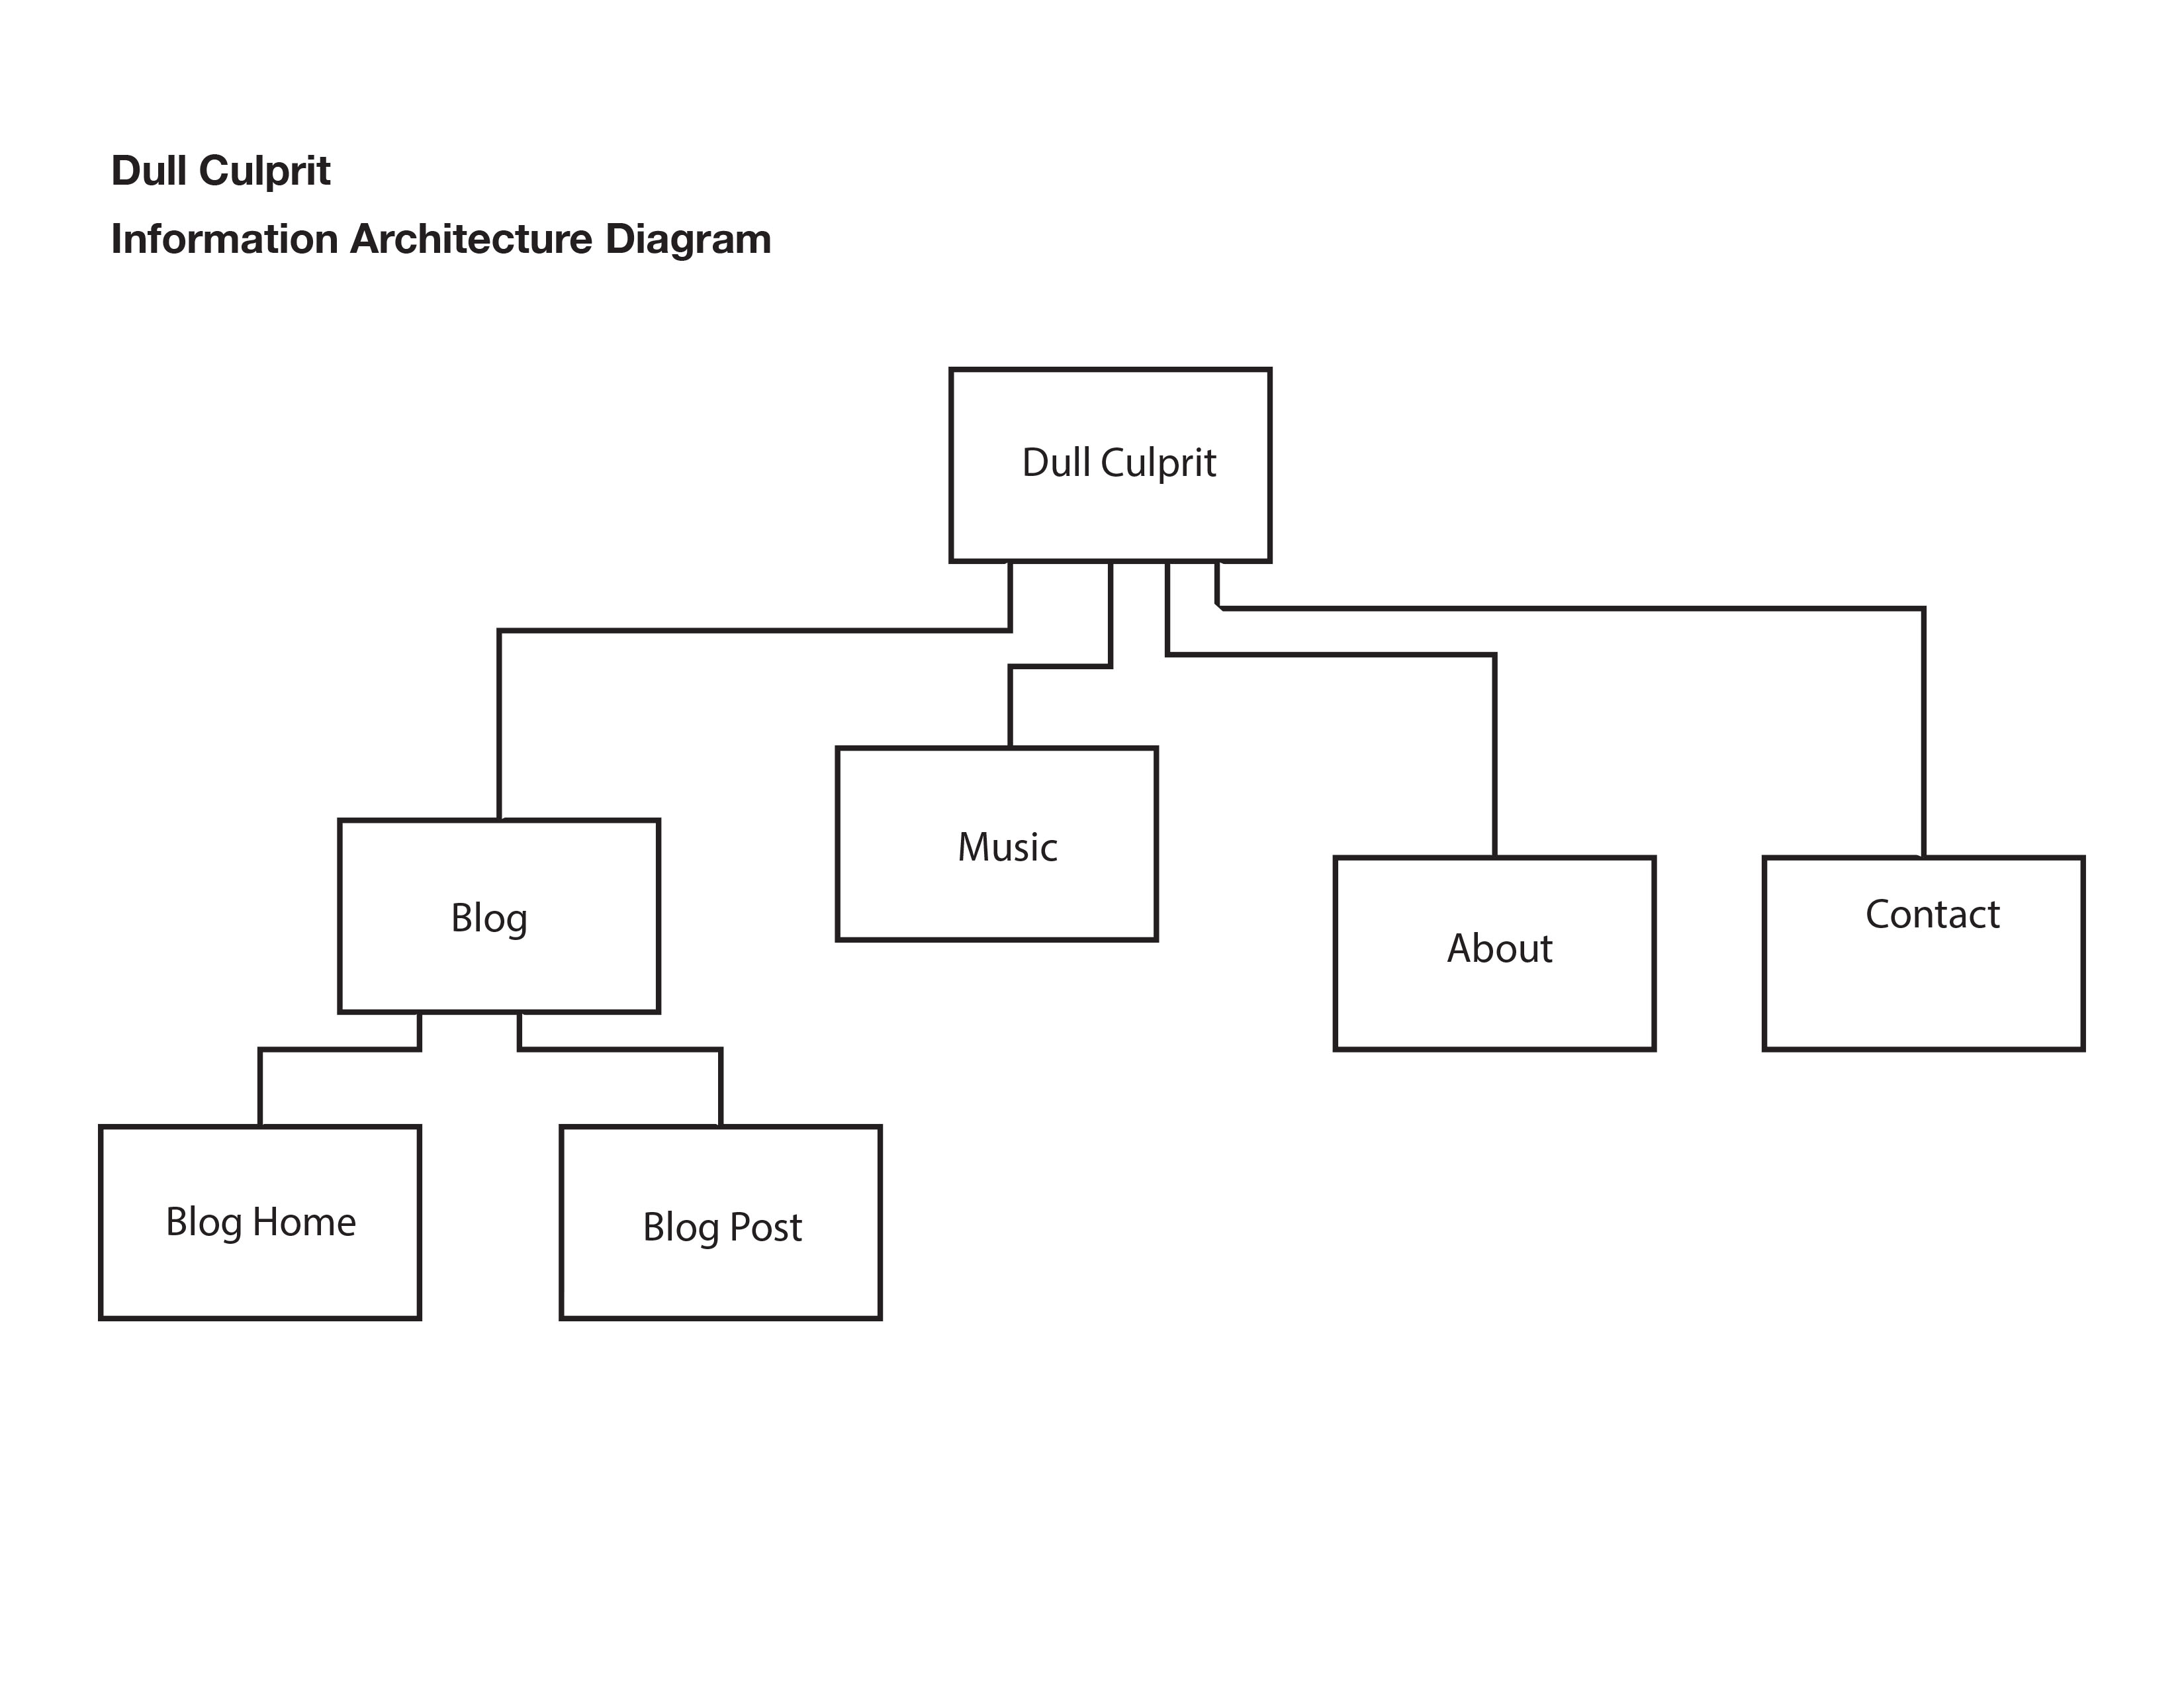 Dull Culprit
Information Architecture Diagram
Dull Culprit
Music
Blog
About
Contact
Blog Home
Blog Post